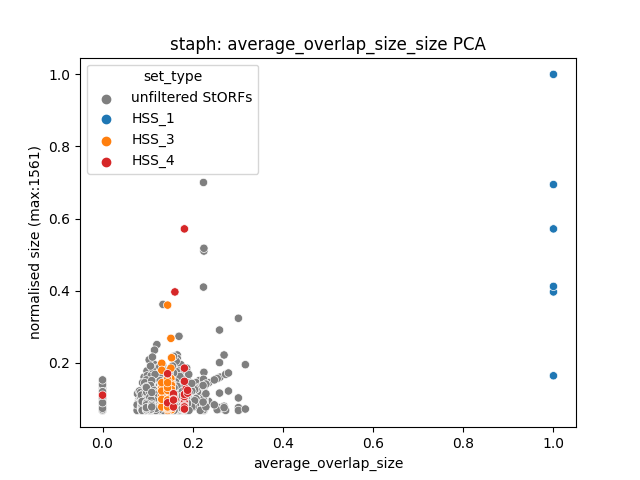 staph: average_overlap_size_size PCA
set_type
unfiltered StORFs
HSS_1
HSS_3
HSS_4
normalised size (max:1561)
1.0
0.8
0.6
0.4
0.2
0.0 0.2 0.4 0.6 0.8 1.0
average_overlap_size